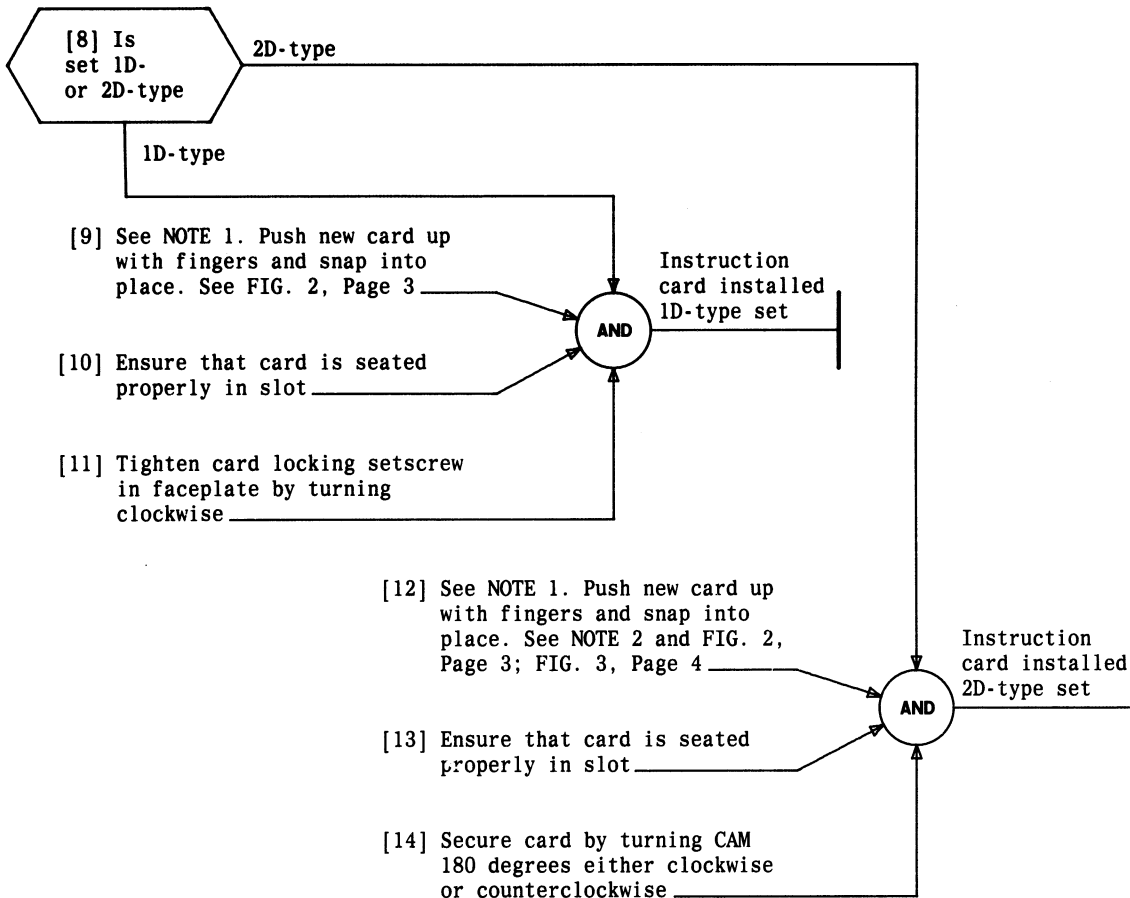 [8] Is
set 1D-
or 2D-type
2D-type
1D-type
[9] See NOTE 1. Push new card up
with fingers and snap into
place. See FIG. 2, Page 3
Instruction
card installed
1D-type set
AND
[10] Ensure that card is seated
properly in slot
[11] Tighten card locking setscrew
in faceplate by turning
clockwise
[12] See NOTE 1. Push new card up
with fingers and snap into
place. See NOTE 2 and FIG. 2,
Page 3; FIG. 3, Page 4
Instruction
card installed
2D-type set
AND
[13] Ensure that card is seated
properly in slot
[14] Secure card by turning CAM
180 degrees either clockwise
or counterclockwise